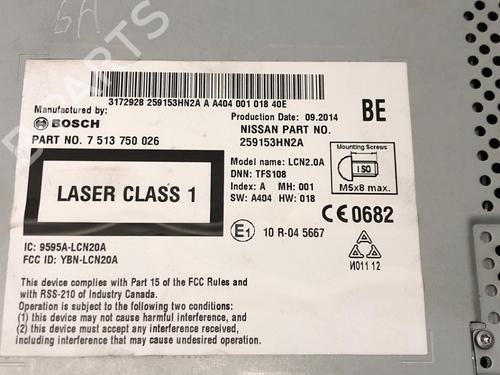 6A
3172928 259153HN2A A A404 001 018 40E
Manufactured by:
BOSCH
PART NO. 7 513 750 026
Production Date: 09.2014
BE
NISSAN PART NO.
259153HN2A
Model name: LCN2.0A
DNN: TFS108
Index: A MH: 001
SW: A404 HW: 018
Mounting Screws
ISO
M5x8 max.
LASER CLASS 1
CE0682
E1 10 R-04 5667
И011 12
IC: 9595A-LCN20A
FCC ID: YBN-LCN20A
This device complies with Part 15 of the FCC Rules and
with RSS-210 of Industry Canada.
Operation is subject to the following two conditions:
(1) this device may not cause harmful interference, and
(2) this device must accept any interference received,
including interference that may cause undesired operation.